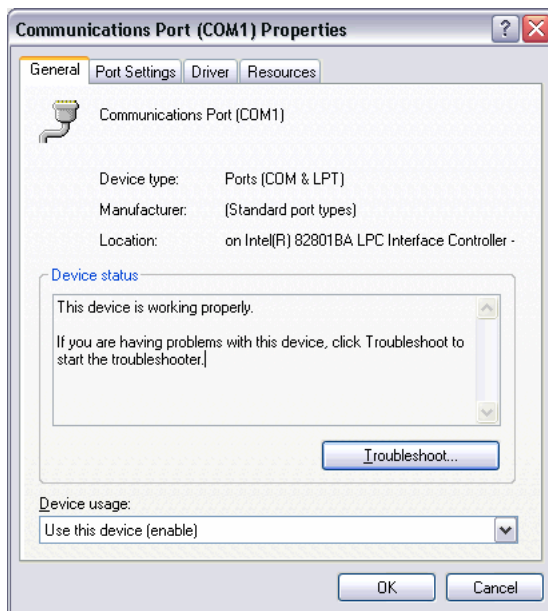 Communications Port (COM1) Properties
General Port Settings Driver Resources
Communications Port (COM1)
Device type: Ports (COM & LPT)
Manufacturer: (Standard port types)
Location: on Intel(R) 82801BA LPC Interface Controller -
Device status
This device is working properly.
If you are having problems with this device, click Troubleshoot to
start the troubleshooter.
Troubleshoot...
Device usage:
Use this device (enable)
OK Cancel